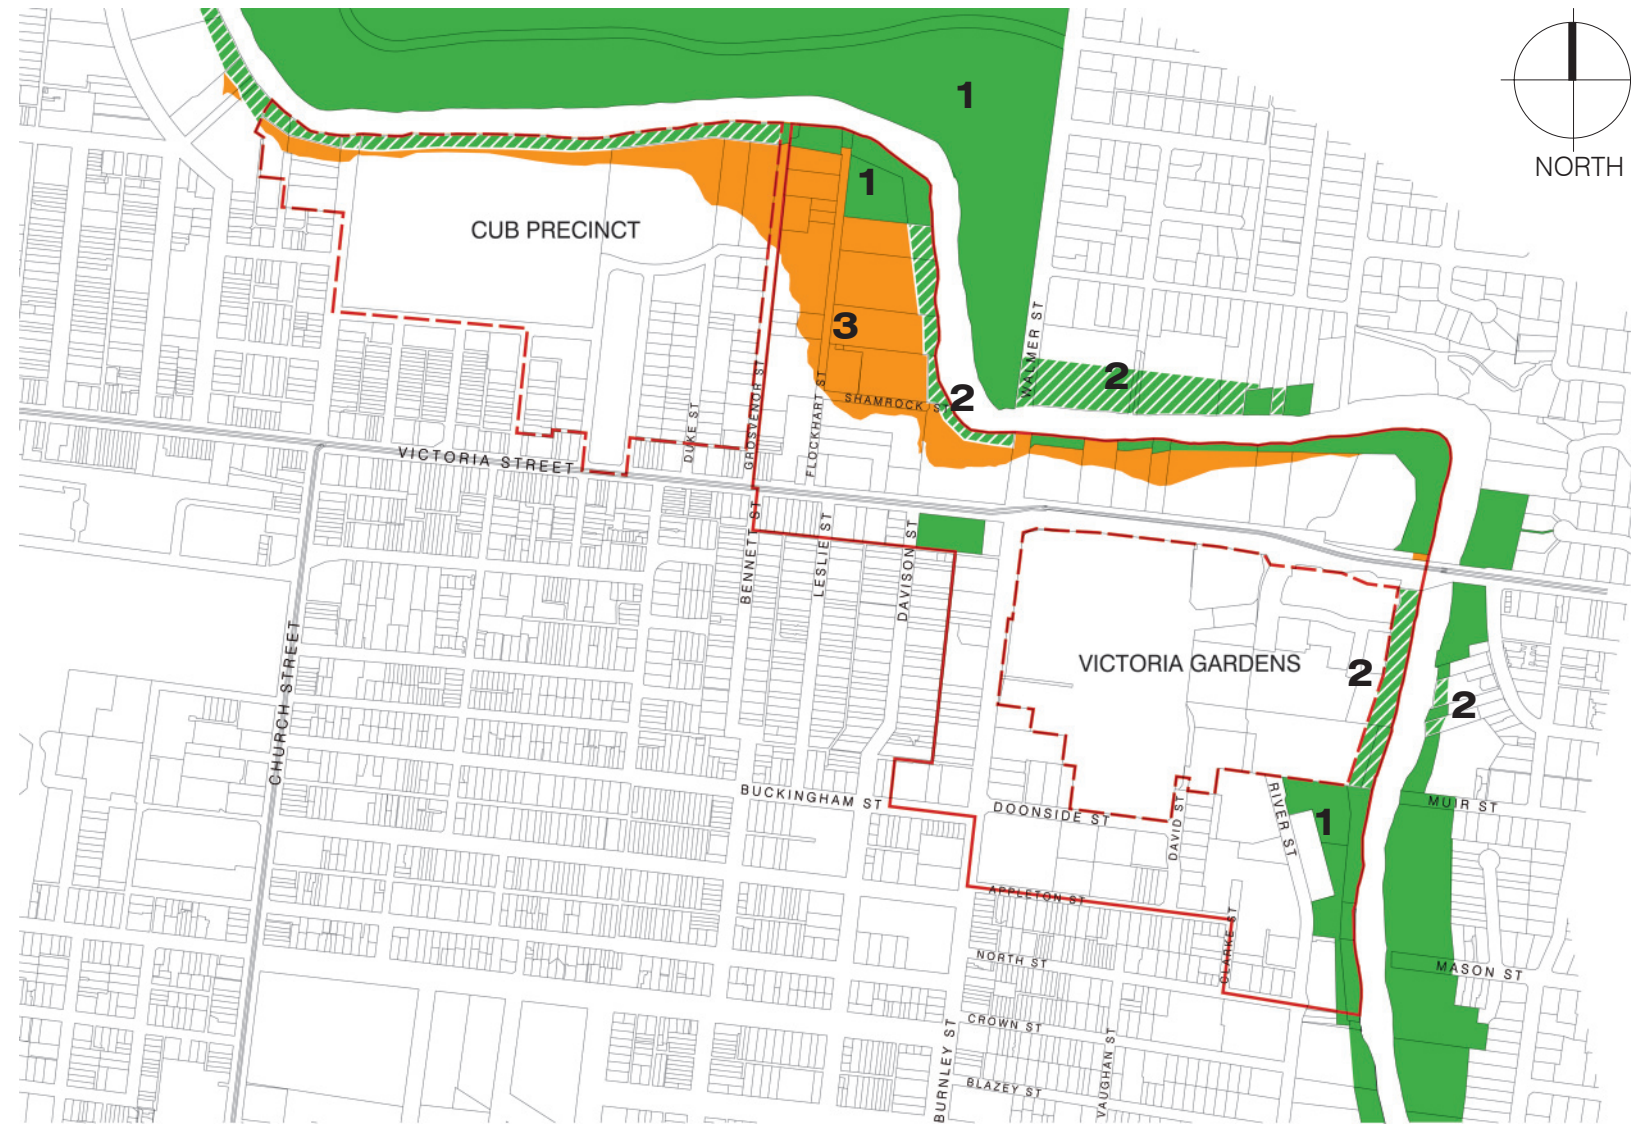 1
NORTH
1
CUB PRECINCT
WALMER ST
3
2
2
SHAMROCK ST
GROSVENOR ST
FLOCKHART ST
DUKE ST
VICTORIA STREET
BENNETT ST
LESLIE ST
DAVISON ST
CHURCH STREET
VICTORIA GARDENS
2
2
BUCKINGHAM ST
DOONSIDE ST
DAVID ST
RIVER ST
1
MUIR ST
APPLETON ST
CLARKE ST
NORTH ST
MASON ST
CROWN ST
BURNLEY ST
VAUGHAN ST
BLAZEY ST